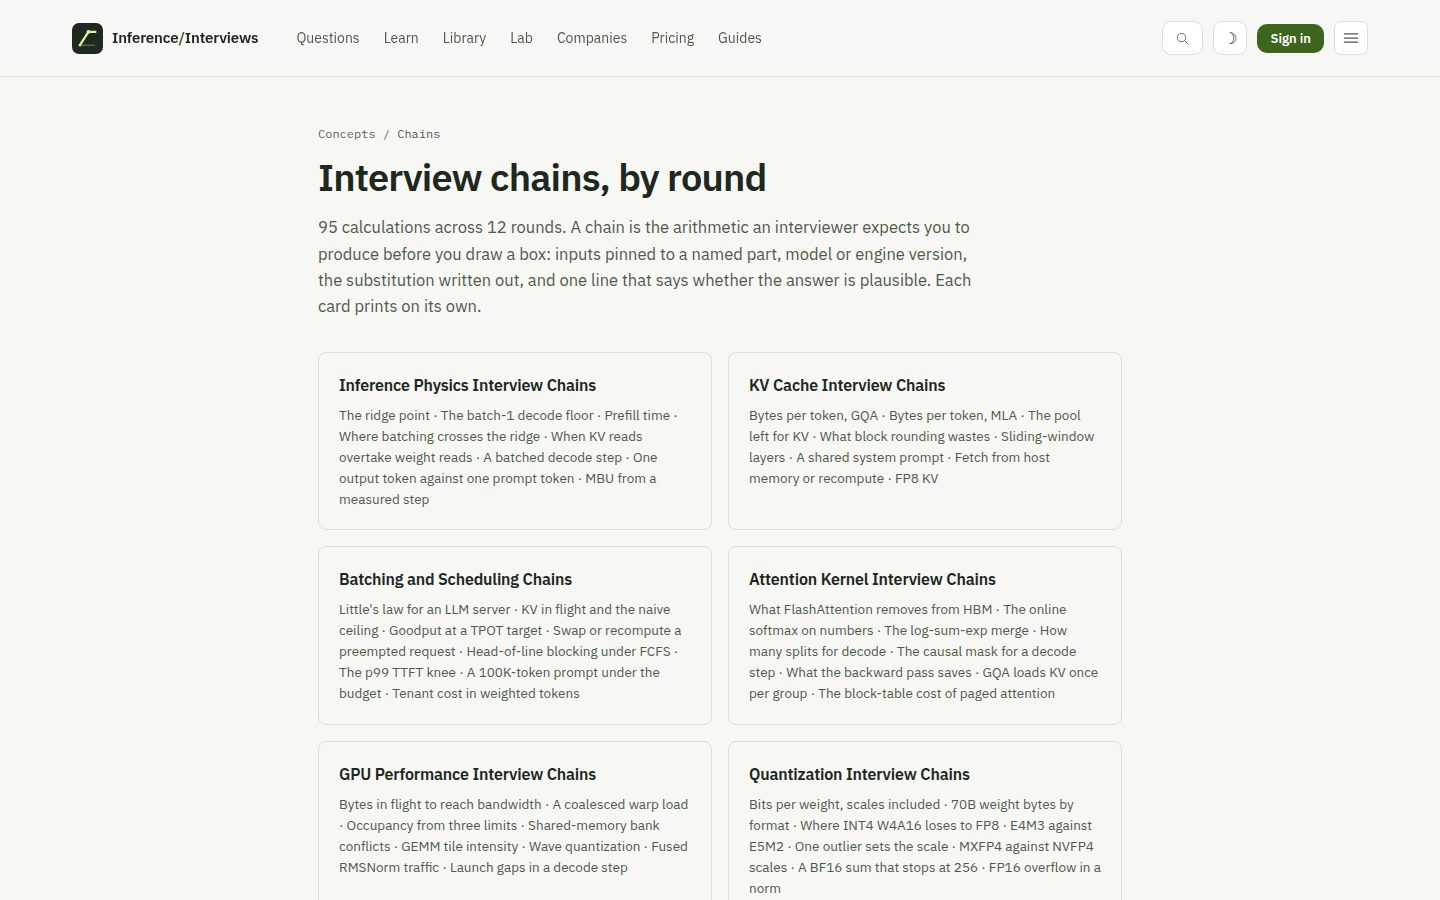 Inference/Interviews
Questions
Learn
Library
Lab
Companies
Pricing
Guides
Sign in
Concepts / Chains
Interview chains, by round
95 calculations across 12 rounds. A chain is the arithmetic an interviewer expects you to
produce before you draw a box: inputs pinned to a named part, model or engine version,
the substitution written out, and one line that says whether the answer is plausible. Each
card prints on its own.
Inference Physics Interview Chains
The ridge point · The batch-1 decode floor · Prefill time ·
Where batching crosses the ridge · When KV reads
overtake weight reads · A batched decode step · One
output token against one prompt token · MBU from a
measured step
KV Cache Interview Chains
Bytes per token, GQA · Bytes per token, MLA · The pool
left for KV · What block rounding wastes · Sliding-window
layers · A shared system prompt · Fetch from host
memory or recompute · FP8 KV
Batching and Scheduling Chains
Little's law for an LLM server · KV in flight and the naive
ceiling · Goodput at a TPOT target · Swap or recompute a
preempted request · Head-of-line blocking under FCFS ·
The p99 TTFT knee · A 100K-token prompt under the
budget · Tenant cost in weighted tokens
Attention Kernel Interview Chains
What FlashAttention removes from HBM · The online
softmax on numbers · The log-sum-exp merge · How
many splits for decode · The causal mask for a decode
step · What the backward pass saves · GQA loads KV once
per group · The block-table cost of paged attention
GPU Performance Interview Chains
Bytes in flight to reach bandwidth · A coalesced warp load
· Occupancy from three limits · Shared-memory bank
conflicts · GEMM tile intensity · Wave quantization · Fused
RMSNorm traffic · Launch gaps in a decode step
Quantization Interview Chains
Bits per weight, scales included · 70B weight bytes by
format · Where INT4 W4A16 loses to FP8 · E4M3 against
E5M2 · One outlier sets the scale · MXFP4 against NVFP4
scales · A BF16 sum that stops at 256 · FP16 overflow in a
norm